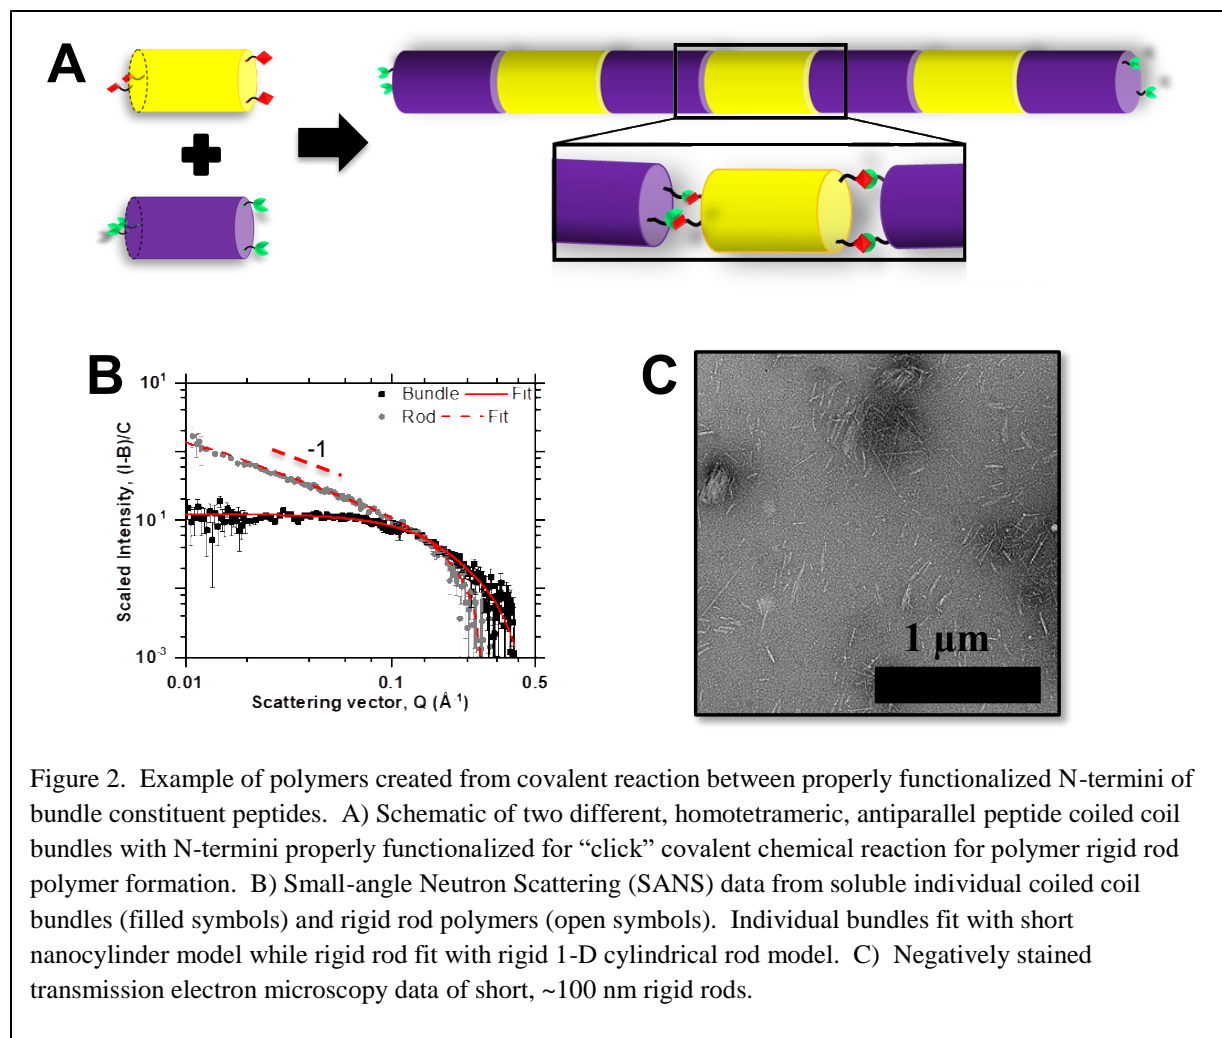 A
B
10¹
10⁻¹
10⁻³
Scaled Intensity, (I-B)/C
Bundle Fit
Rod Fit
-1
0.01 0.1 0.5
Scattering vector, Q (Å⁻¹)
C
1 μm
Figure 2.  Example of polymers created from covalent reaction between properly functionalized N-termini of
bundle constituent peptides.  A) Schematic of two different, homotetrameric, antiparallel peptide coiled coil
bundles with N-termini properly functionalized for “click” covalent chemical reaction for polymer rigid rod
polymer formation.  B) Small-angle Neutron Scattering (SANS) data from soluble individual coiled coil
bundles (filled symbols) and rigid rod polymers (open symbols).  Individual bundles fit with short
nanocylinder model while rigid rod fit with rigid 1-D cylindrical rod model.  C)  Negatively stained
transmission electron microscopy data of short, ~100 nm rigid rods.